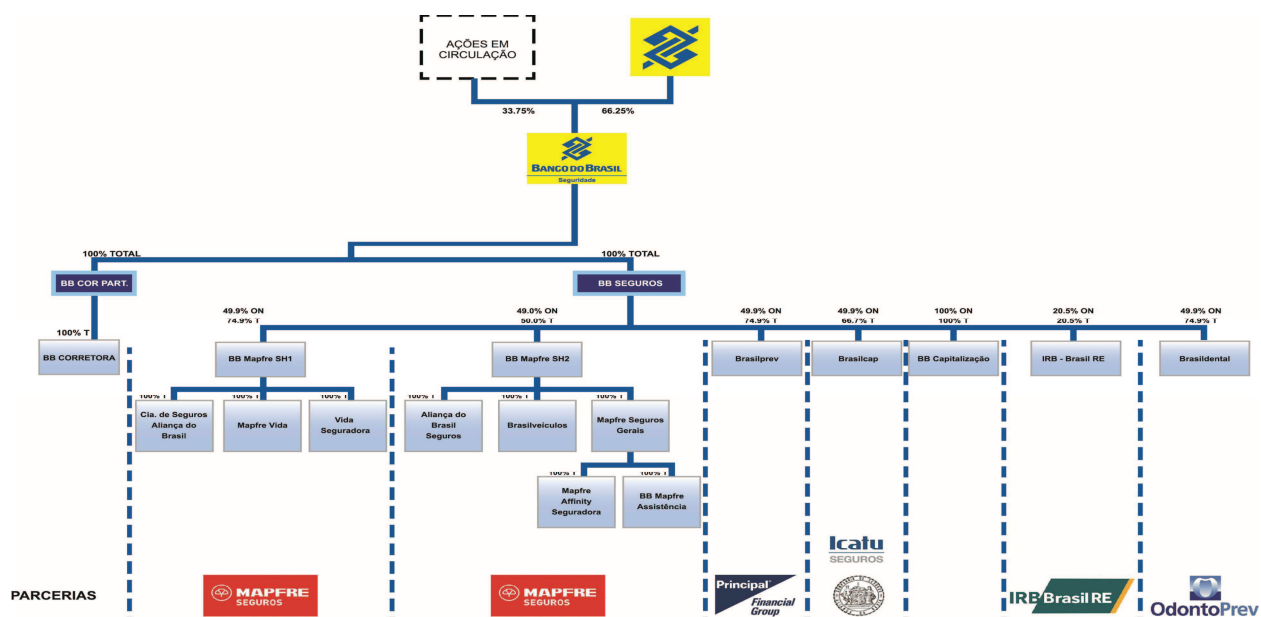 AÇÕES EM
CIRCULAÇÃO
33.75%
66.25%
BANCO DO BRASIL
Seguridade
100% TOTAL
100% TOTAL
BB COR PART.
BB SEGUROS
100% T
BB CORRETORA
49.9% ON
74.9% T
BB Mapfre SH1
49.0% ON
50.0% T
BB Mapfre SH2
49.9% ON
74.9% T
Brasilprev
49.9% ON
66.7% T
Brasilcap
100% ON
100% T
BB Capitalização
20.5% ON
20.5% T
IRB - Brasil RE
49.9% ON
74.9% T
Brasildental
100% T
Cia. de Seguros
Aliança do
Brasil
100% T
Mapfre Vida
100% T
Vida
Seguradora
100% T
Aliança do
Brasil
Seguros
100% T
Brasilveículos
100% T
Mapfre Seguros
Gerais
100% T
Mapfre
Affinity
Seguradora
100% T
BB Mapfre
Assistência
PARCERIAS
MAPFRE
SEGUROS
MAPFRE
SEGUROS
Principal
Financial
Group
Icatu
SEGUROS
IRB Brasil RE
OdontoPrev